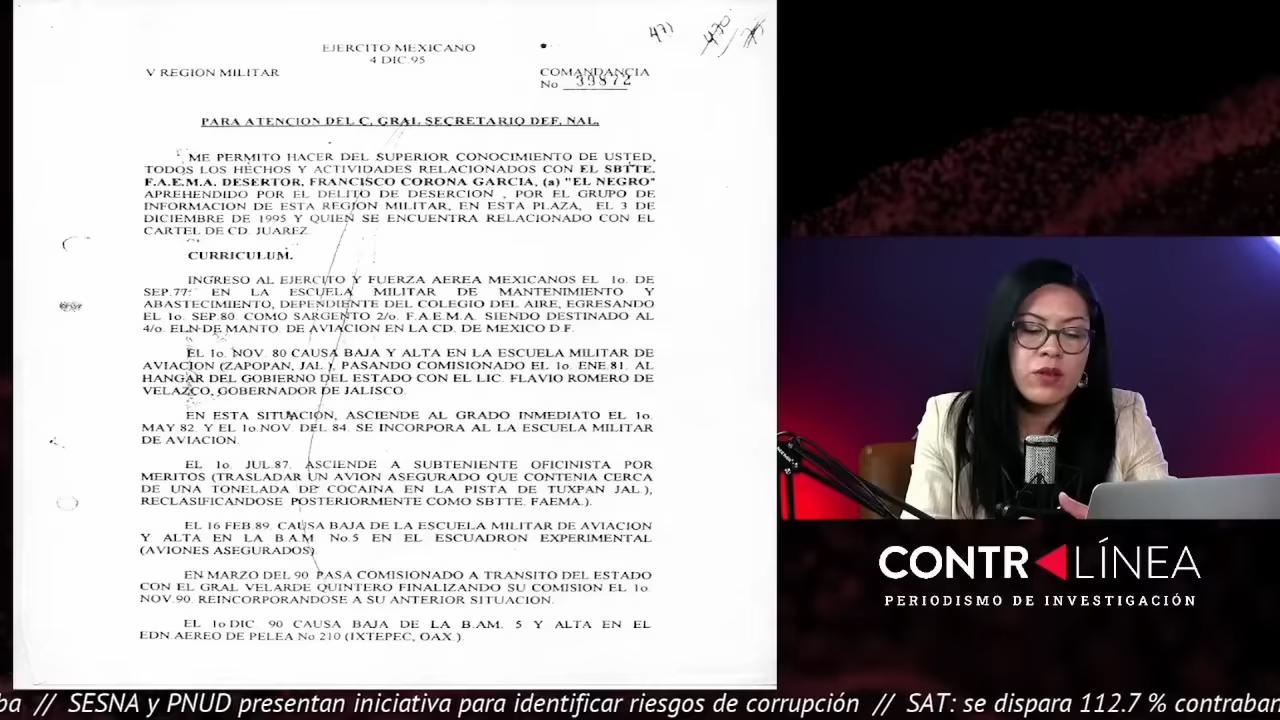 471 470
EJERCITO MEXICANO
4 DIC.95
V REGION MILITAR
COMANDANCIA
No 39872
PARA ATENCION DEL C. GRAL SECRETARIO DEF. NAL.
ME PERMITO HACER DEL SUPERIOR CONOCIMIENTO DE USTED,
TODOS LOS HECHOS Y ACTIVIDADES RELACIONADOS CON EL SBTTE.
F.A.E.M.A. DESERTOR, FRANCISCO CORONA GARCIA, (a) "EL NEGRO"
APREHENDIDO POR EL DELITO DE DESERCION , POR EL GRUPO DE
INFORMACION DE ESTA REGION MILITAR, EN ESTA PLAZA, EL 3 DE
DICIEMBRE DE 1995 Y QUIEN SE ENCUENTRA RELACIONADO CON EL
CARTEL DE CD. JUAREZ.
CURRICULUM.
INGRESO AL EJERCITO Y FUERZA AEREA MEXICANOS EL 1o. DE
SEP.77. EN LA ESCUELA MILITAR DE MANTENIMIENTO Y
ABASTECIMIENTO, DEPENDIENTE DEL COLEGIO DEL AIRE, EGRESANDO
EL 1o. SEP.80 COMO SARGENTO 2/o. F.A.E.M.A. SIENDO DESTINADO AL
4/o. ELN DE MANTO. DE AVIACION EN LA CD. DE MEXICO D.F.
EL 1o. NOV. 80 CAUSA BAJA Y ALTA EN LA ESCUELA MILITAR DE
AVIACION (ZAPOPAN, JAL.), PASANDO COMISIONADO EL 1o. ENE.81. AL
HANGAR DEL GOBIERNO DEL ESTADO CON EL LIC. FLAVIO ROMERO DE
VELAZCO, GOBERNADOR DE JALISCO.
EN ESTA SITUACION, ASCIENDE AL GRADO INMEDIATO EL 1o.
MAY 82. Y EL 1o.NOV DEL 84. SE INCORPORA AL LA ESCUELA MILITAR
DE AVIACION.
EL 1o. JUL.87. ASCIENDE A SUBTENIENTE OFICINISTA POR
MERITOS (TRASLADAR UN AVION ASEGURADO QUE CONTENIA CERCA
DE UNA TONELADA DE COCAINA EN LA PISTA DE TUXPAN JAL.),
RECLASIFICANDOSE POSTERIORMENTE COMO SBTTE. FAEMA.).
EL 16 FEB.89. CAUSA BAJA DE LA ESCUELA MILITAR DE AVIACION
Y ALTA EN LA B.A.M. No.5 EN EL ESCUADRON EXPERIMENTAL
(AVIONES ASEGURADOS).
EN MARZO DEL 90. PASA COMISIONADO A TRANSITO DEL ESTADO
CON EL GRAL VELARDE QUINTERO FINALIZANDO SU COMISION EL 1o.
NOV.90. REINCORPORANDOSE A SU ANTERIOR SITUACION.
EL 1o DIC. 90 CAUSA BAJA DE LA B.AM. 5 Y ALTA EN EL
EDN.AEREO DE PELEA No.210 (IXTEPEC, OAX.).
CONTRALÍNEA
PERIODISMO DE INVESTIGACIÓN
ba // SESNA y PNUD presentan iniciativa para identificar riesgos de corrupción // SAT: se dispara 112.7 % contraban